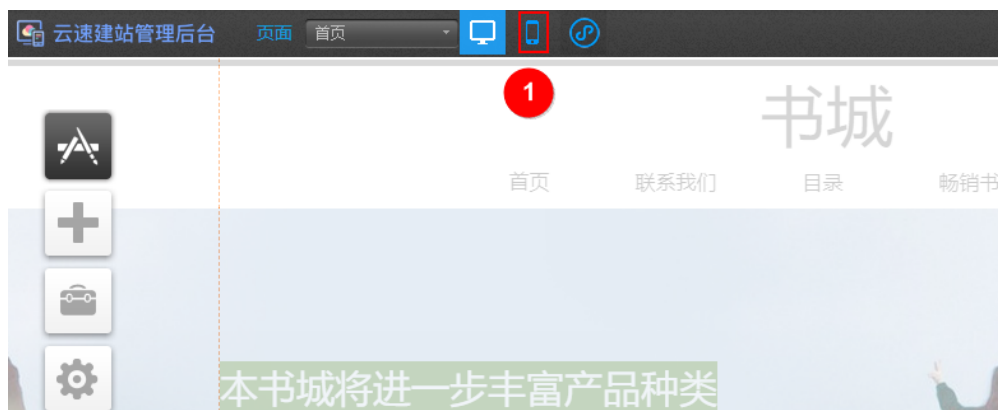 云速建站管理后台 页面 首页
1
书城
首页 联系我们 目录 畅销书
本书城将进一步丰富产品种类